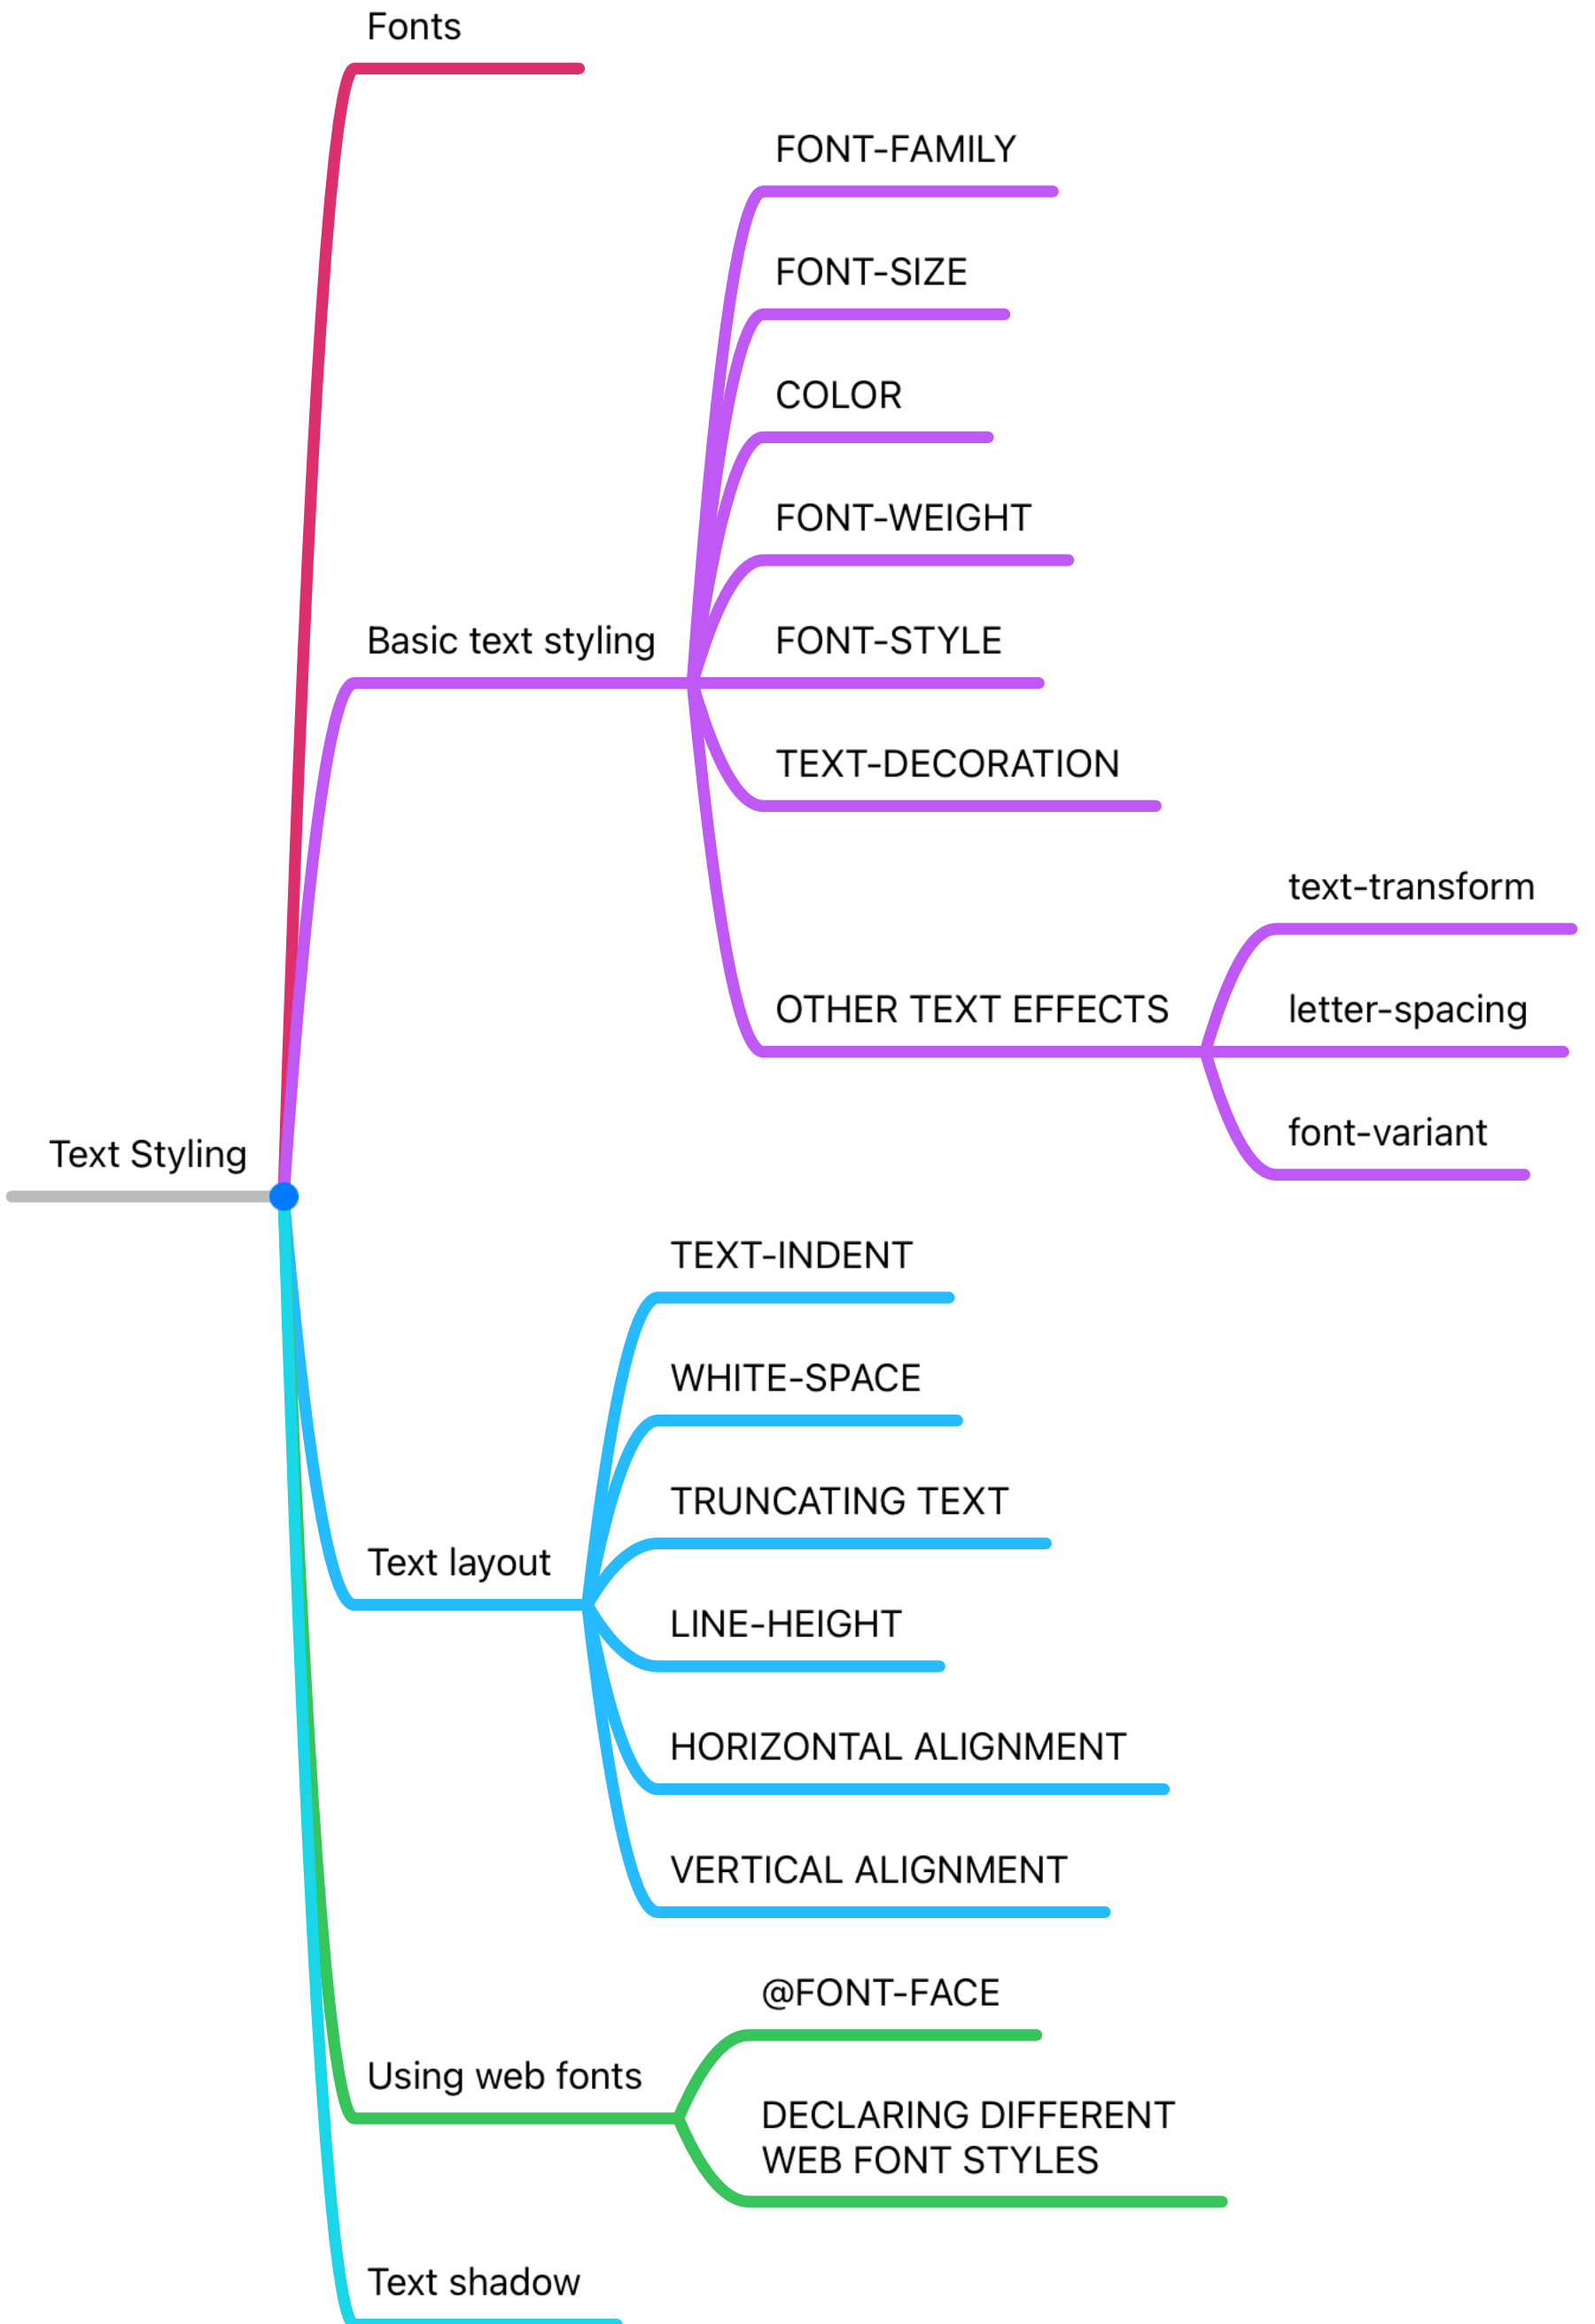 Fonts
FONT-FAMILY
FONT-SIZE
COLOR
FONT-WEIGHT
Basic text styling
FONT-STYLE
TEXT-DECORATION
text-transform
OTHER TEXT EFFECTS
letter-spacing
font-variant
Text Styling
TEXT-INDENT
WHITE-SPACE
TRUNCATING TEXT
Text layout
LINE-HEIGHT
HORIZONTAL ALIGNMENT
VERTICAL ALIGNMENT
@FONT-FACE
Using web fonts
DECLARING DIFFERENT
WEB FONT STYLES
Text shadow